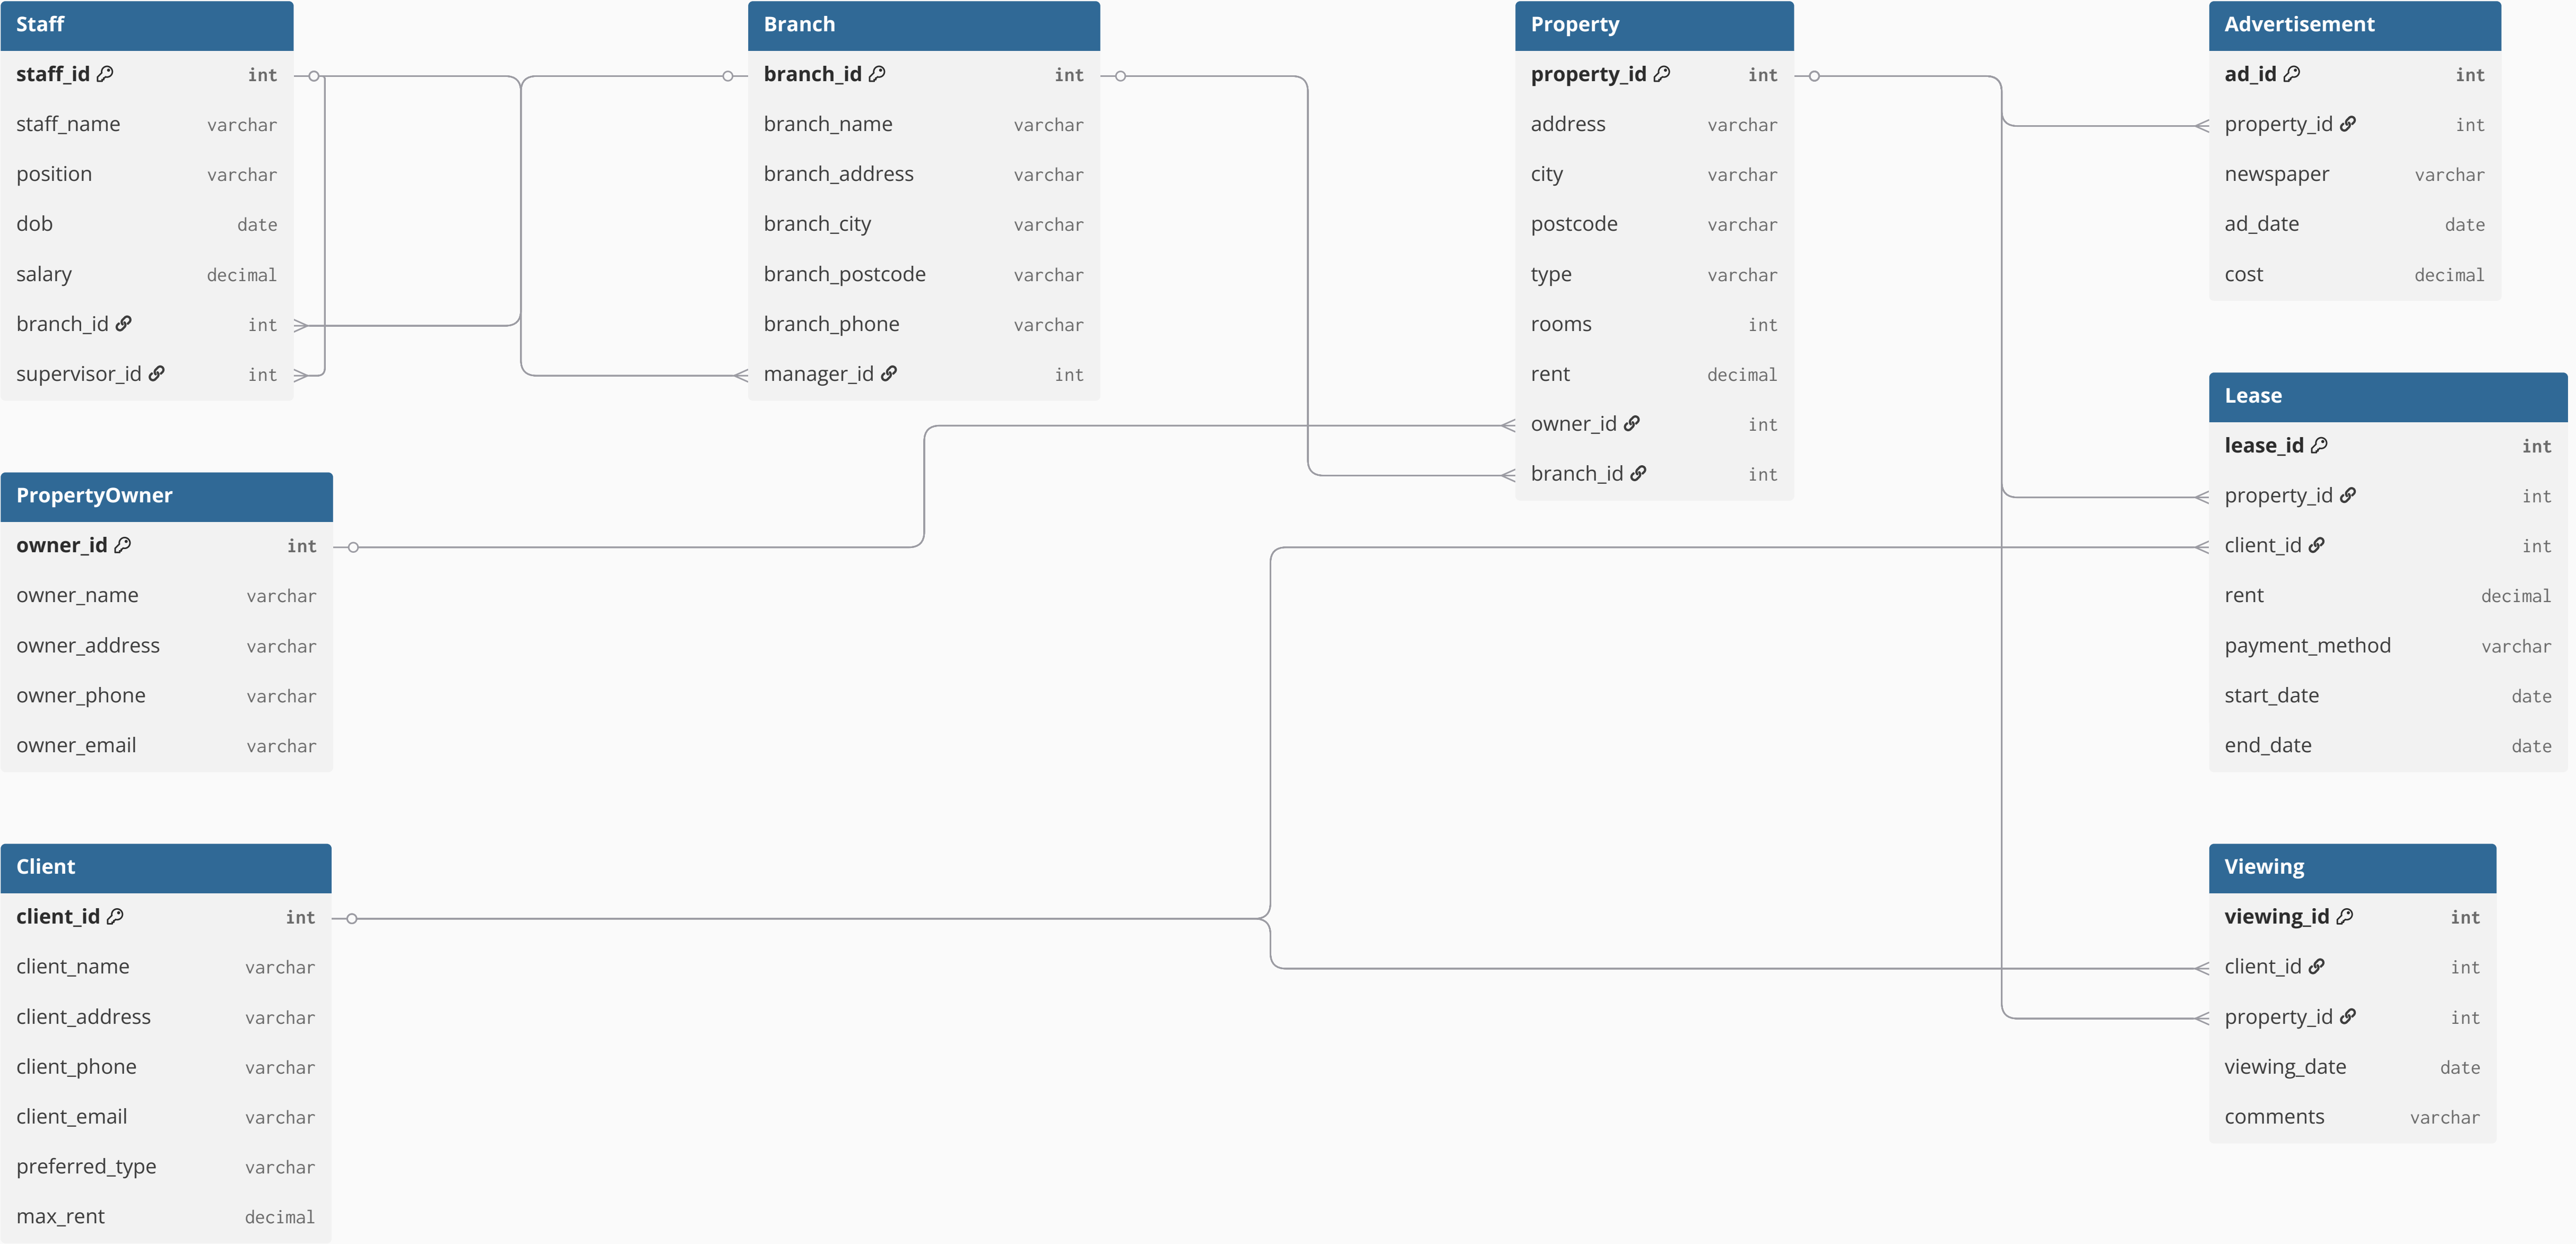 Staff
staff_id int
staff_name varchar
position varchar
dob date
salary decimal
branch_id int
supervisor_id int
Branch
branch_id int
branch_name varchar
branch_address varchar
branch_city varchar
branch_postcode varchar
branch_phone varchar
manager_id int
Property
property_id int
address varchar
city varchar
postcode varchar
type varchar
rooms int
rent decimal
owner_id int
branch_id int
Advertisement
ad_id int
property_id int
newspaper varchar
ad_date date
cost decimal
Lease
lease_id int
property_id int
client_id int
rent decimal
payment_method varchar
start_date date
end_date date
PropertyOwner
owner_id int
owner_name varchar
owner_address varchar
owner_phone varchar
owner_email varchar
Client
client_id int
client_name varchar
client_address varchar
client_phone varchar
client_email varchar
preferred_type varchar
max_rent decimal
Viewing
viewing_id int
client_id int
property_id int
viewing_date date
comments varchar